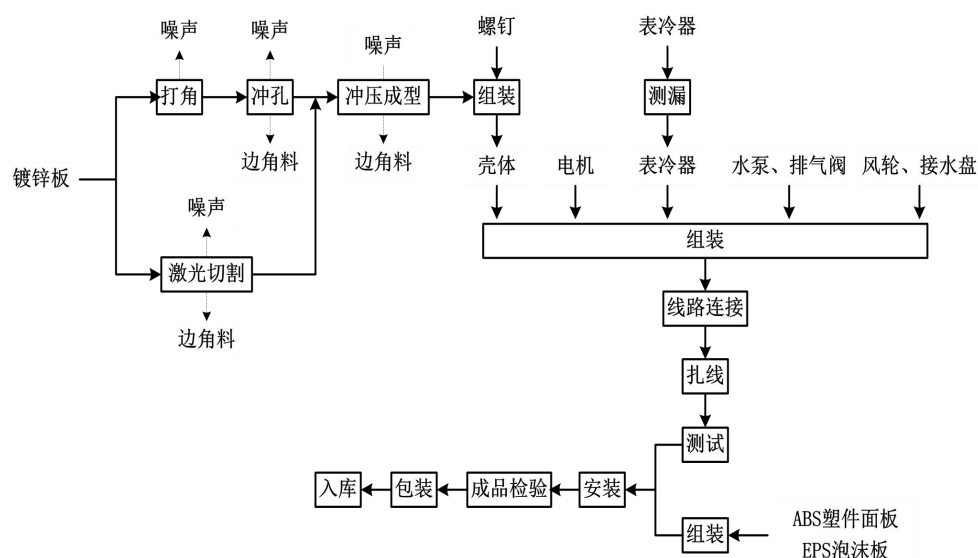 噪声
噪声
噪声
螺钉
表冷器
打角
冲孔
冲压成型
组装
测漏
边角料
边角料
镀锌板
壳体
电机
表冷器
水泵、排气阀
风轮、接水盘
噪声
组装
激光切割
线路连接
边角料
扎线
测试
入库
包装
成品检验
安装
组装
ABS塑件面板
EPS泡沫板